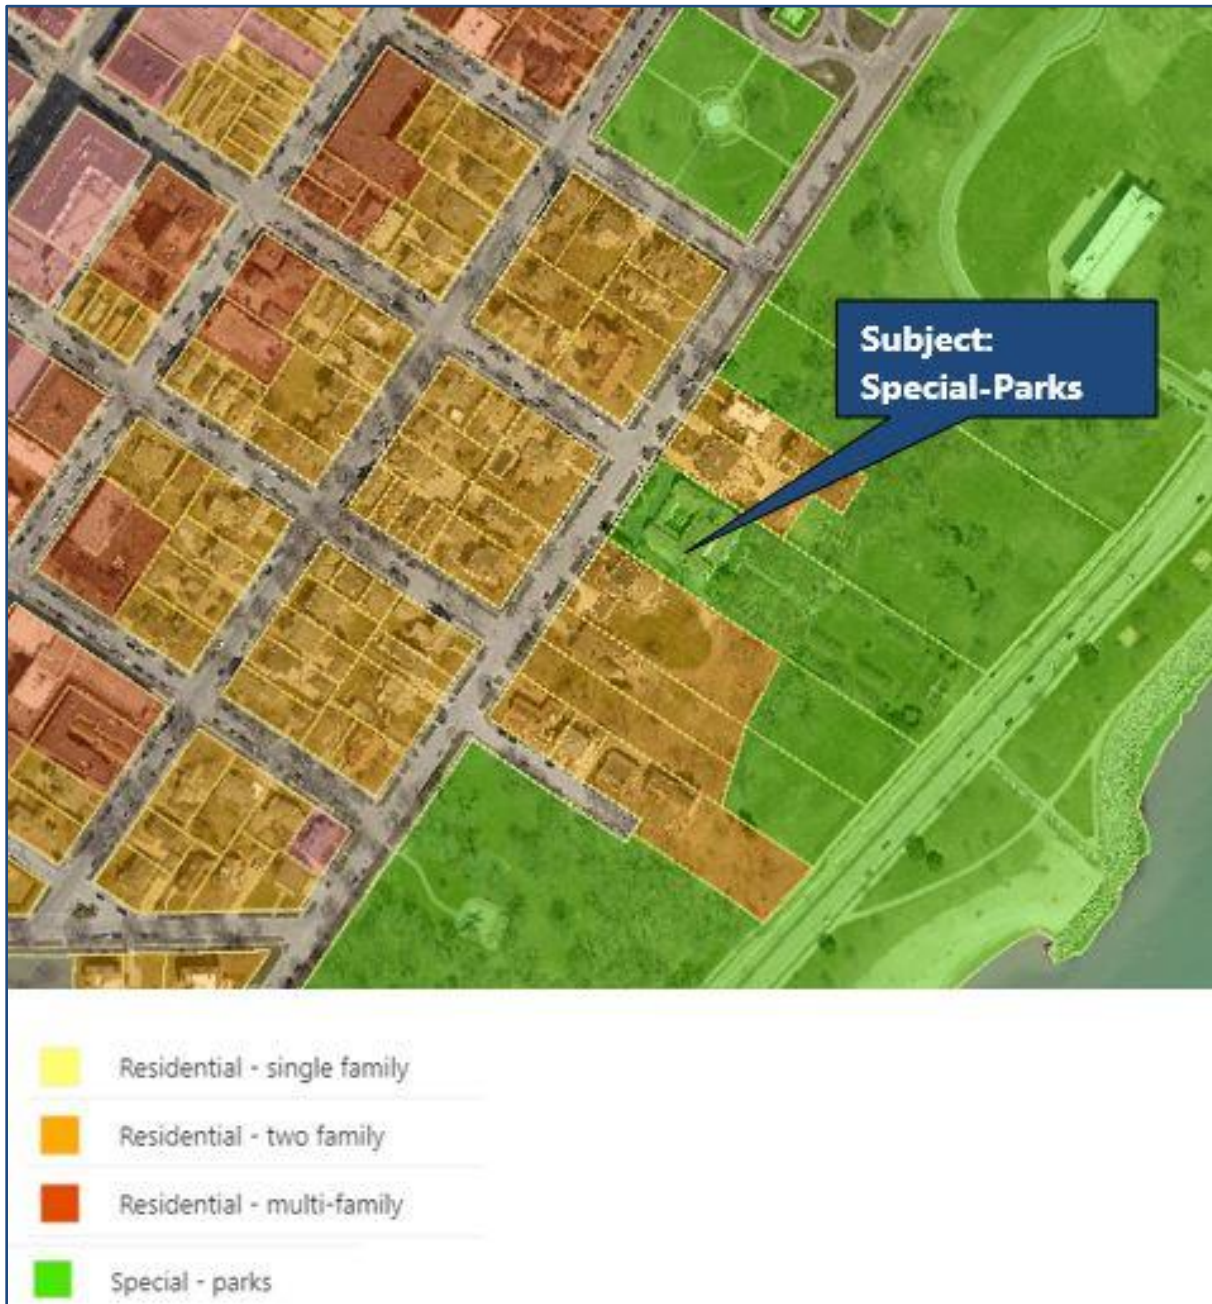 Subject:
Special-Parks
Residential - single family
Residential - two family
Residential - multi-family
Special - parks